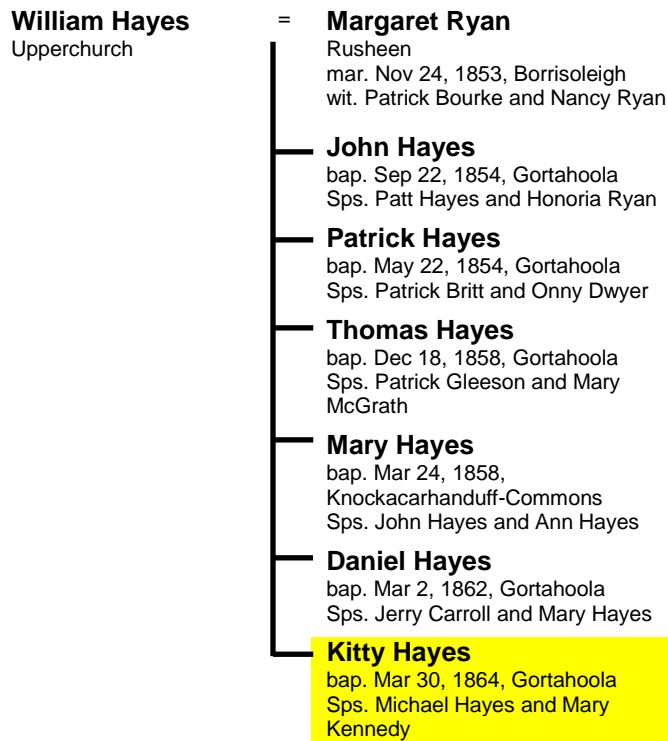 William Hayes = Margaret Ryan
Upperchurch
Rusheen
mar. Nov 24, 1853, Borrisoleigh
wit. Patrick Bourke and Nancy Ryan
John Hayes
bap. Sep 22, 1854, Gortahoola
Sps. Patt Hayes and Honoria Ryan
Patrick Hayes
bap. May 22, 1854, Gortahoola
Sps. Patrick Britt and Onny Dwyer
Thomas Hayes
bap. Dec 18, 1858, Gortahoola
Sps. Patrick Gleeson and Mary
McGrath
Mary Hayes
bap. Mar 24, 1858,
Knockacarhanduff-Commons
Sps. John Hayes and Ann Hayes
Daniel Hayes
bap. Mar 2, 1862, Gortahoola
Sps. Jerry Carroll and Mary Hayes
Kitty Hayes
bap. Mar 30, 1864, Gortahoola
Sps. Michael Hayes and Mary
Kennedy